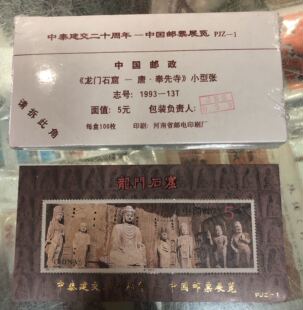 中泰建交二十周年—中国邮票展览 PJZ-1
中国邮政
《龙门石窟 — 唐·奉先寺》小型张
志号：1993-13T
面值：5元 包装负责人：
每盒100枚 印刷：河南省邮电印刷厂
请拆此角
龍門石窟
5
中泰建交二十周年 中国邮票展览
PJZ-1